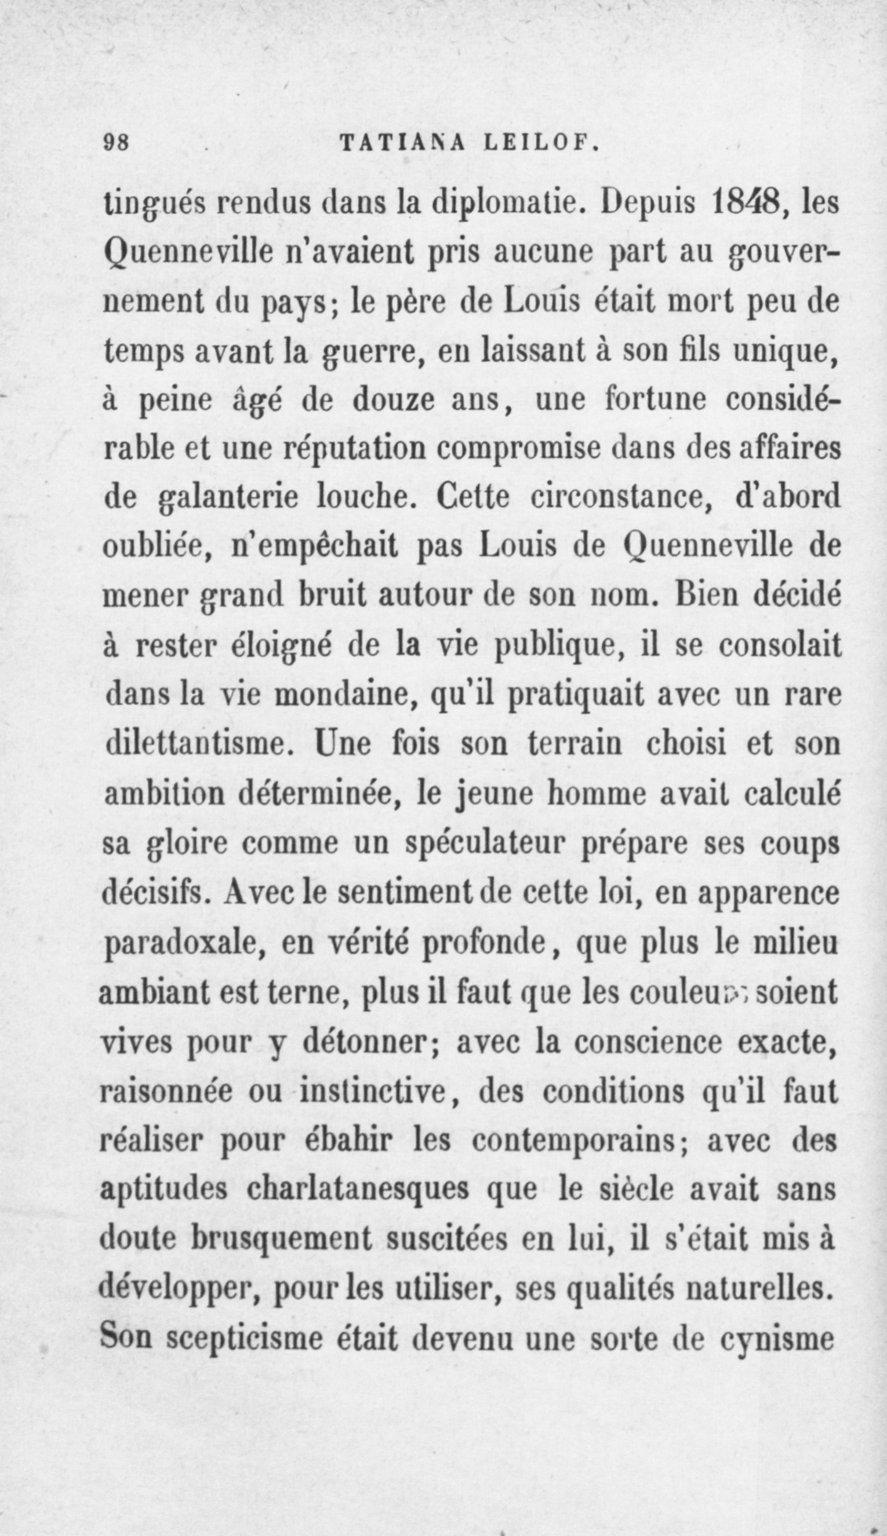 98 TATIANA LEILOF.
tingués rendus dans la diplomatie. Depuis 1848, les
Quenneville n'avaient pris aucune part au gouver-
nement du pays; le père de Louis était mort peu de
temps avant la guerre, en laissant à son fils unique,
à peine âgé de douze ans, une fortune considé-
rable et une réputation compromise dans des affaires
de galanterie louche. Cette circonstance, d'abord
oubliée, n'empêchait pas Louis de Quenneville de
mener grand bruit autour de son nom. Bien décidé
à rester éloigné de la vie publique, il se consolait
dans la vie mondaine, qu'il pratiquait avec un rare
dilettantisme. Une fois son terrain choisi et son
ambition déterminée, le jeune homme avait calculé
sa gloire comme un spéculateur prépare ses coups
décisifs. Avec le sentiment de cette loi, en apparence
paradoxale, en vérité profonde, que plus le milieu
ambiant est terne, plus il faut que les couleurs soient
vives pour y détonner; avec la conscience exacte,
raisonnée ou instinctive, des conditions qu'il faut
réaliser pour ébahir les contemporains; avec des
aptitudes charlatanesques que le siècle avait sans
doute brusquement suscitées en lui, il s'était mis à
développer, pour les utiliser, ses qualités naturelles.
Son scepticisme était devenu une sorte de cynisme